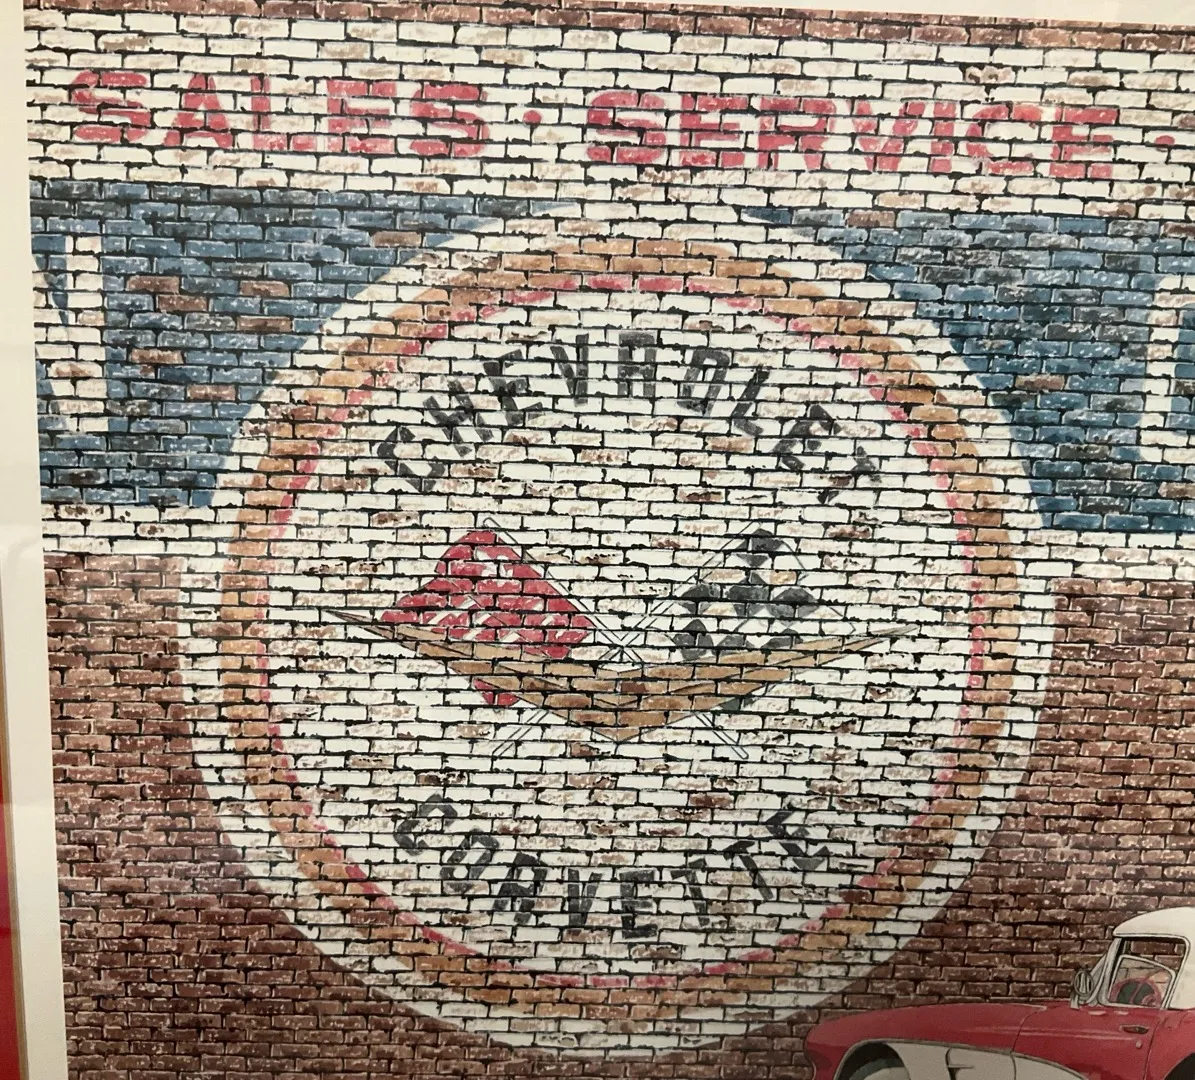 SALES · SERVICE ·
CHEVROLET
CORVETTE